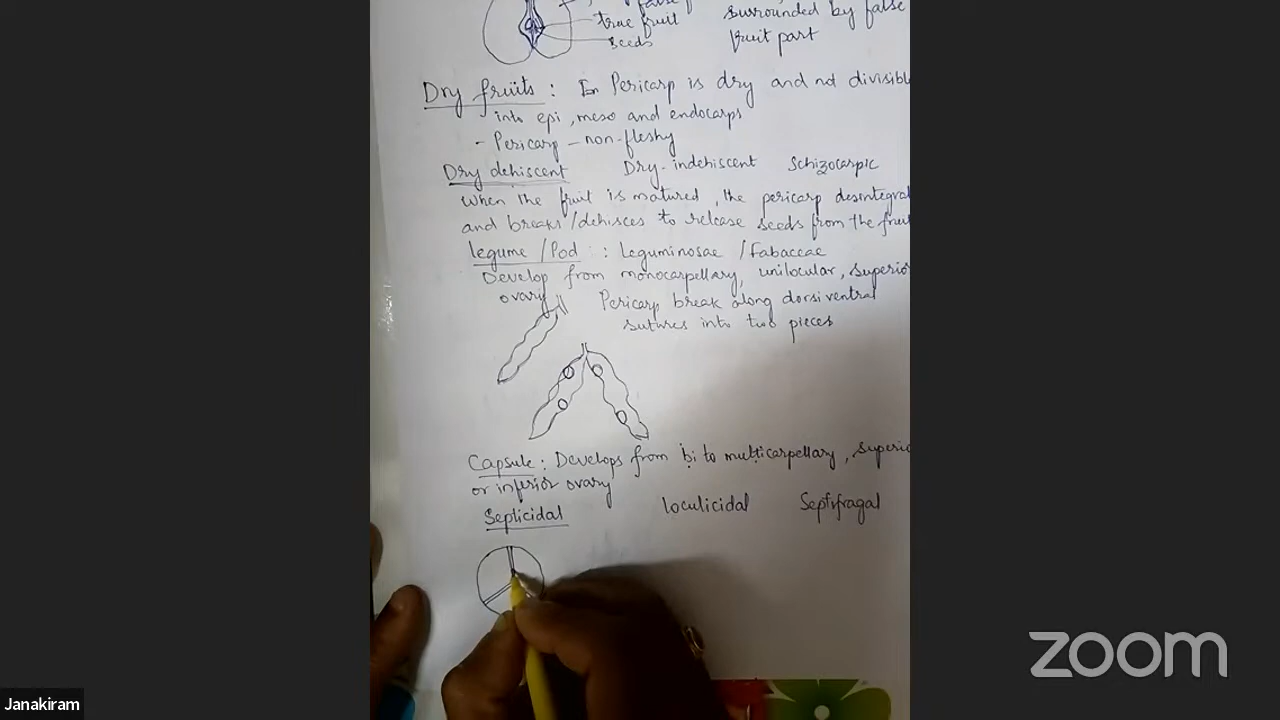 false
true fruit
seeds
surrounded by false
fruit part
Dry fruits : Pericarp is dry and not divisibl
into epi, meso and endocarps
- Pericarp - non-fleshy
Dry dehiscent Dry-indehiscent Schizocarpic
When the fruit is matured, the pericarp desintegral
and breaks /dehisces to release seeds from the fruit
legume /Pod : Leguminosae /Fabaceae
Develop from monocarpellary, unilocular, superior
ovary
Pericarp break along dorsiventral
sutures into two pieces
Capsule : Develops from bi to multicarpellary, superio
or inferior ovary
Septicidal loculicidal Septifragal
zoom
Janakiram